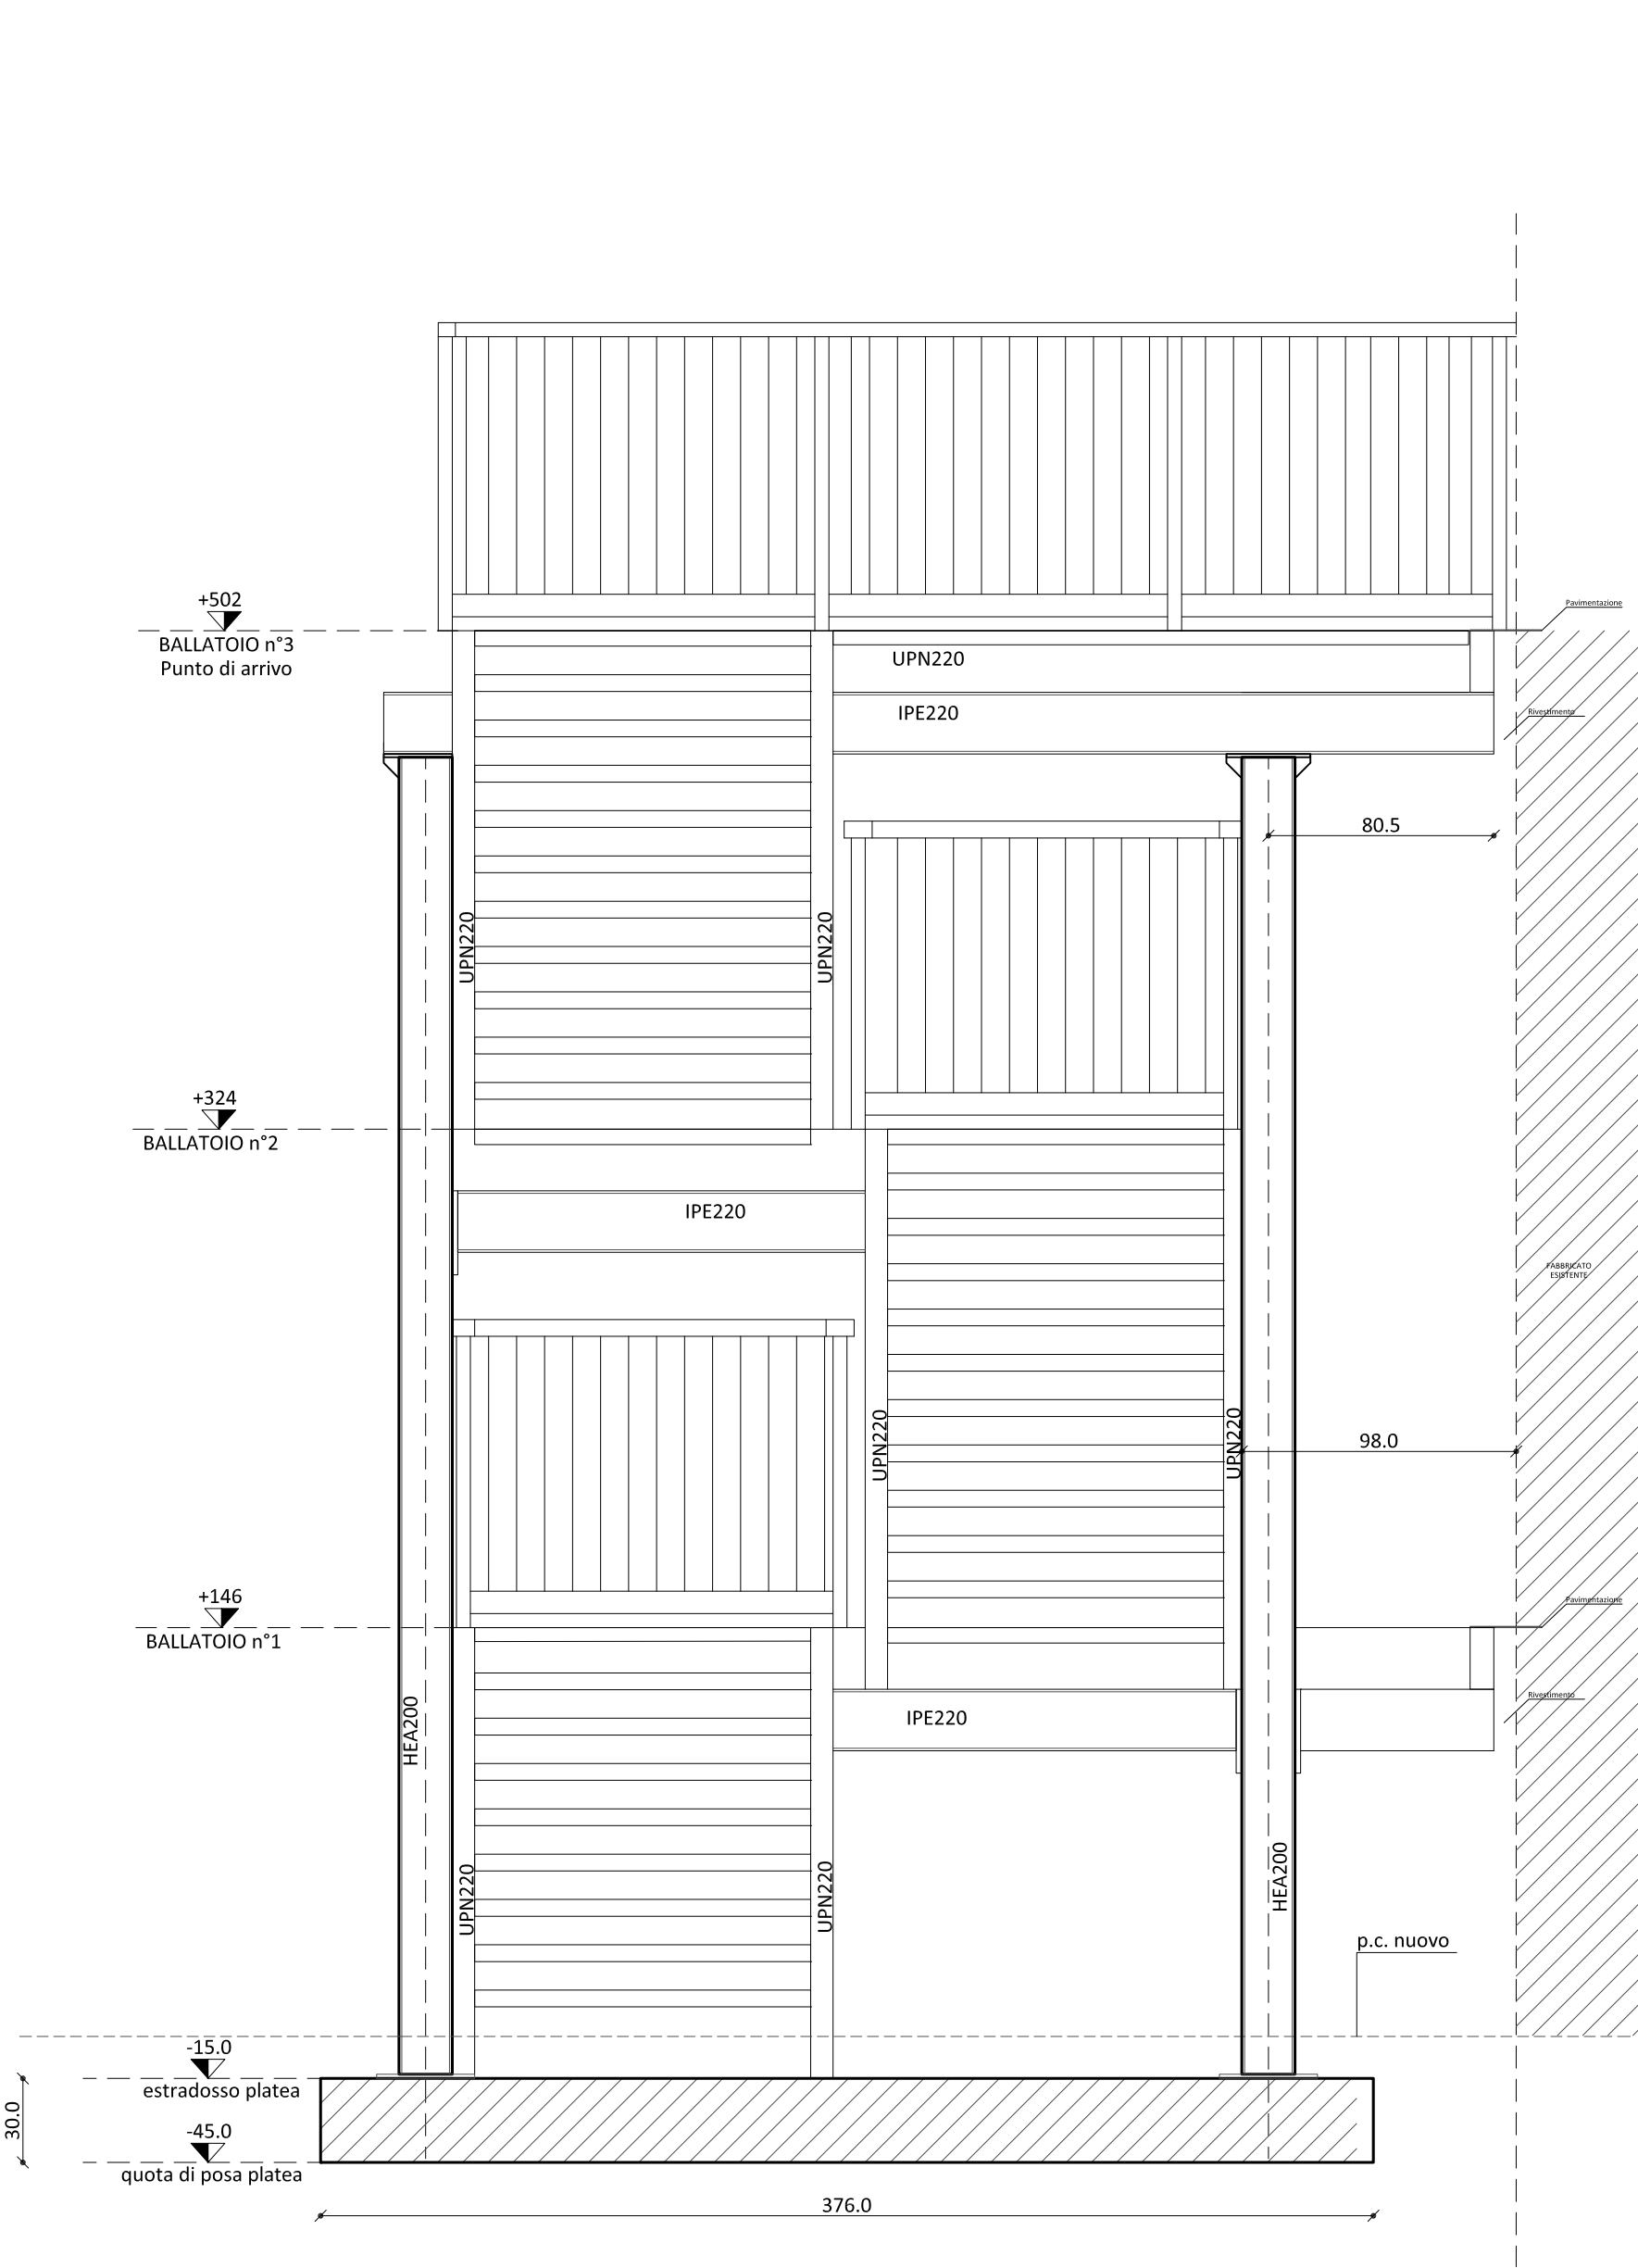 +502
BALLATOIO n°3
Punto di arrivo
Pavimentazione
UPN220
IPE220
Rivestimento
80.5
UPN220
UPN220
+324
BALLATOIO n°2
IPE220
FABBRICATO
ESISTENTE
UPN220
UPN220
98.0
+146
BALLATOIO n°1
Pavimentazione
Rivestimento
IPE220
HEA200
UPN220
UPN220
HEA200
p.c. nuovo
-15.0
estradosso platea
30.0
-45.0
quota di posa platea
376.0